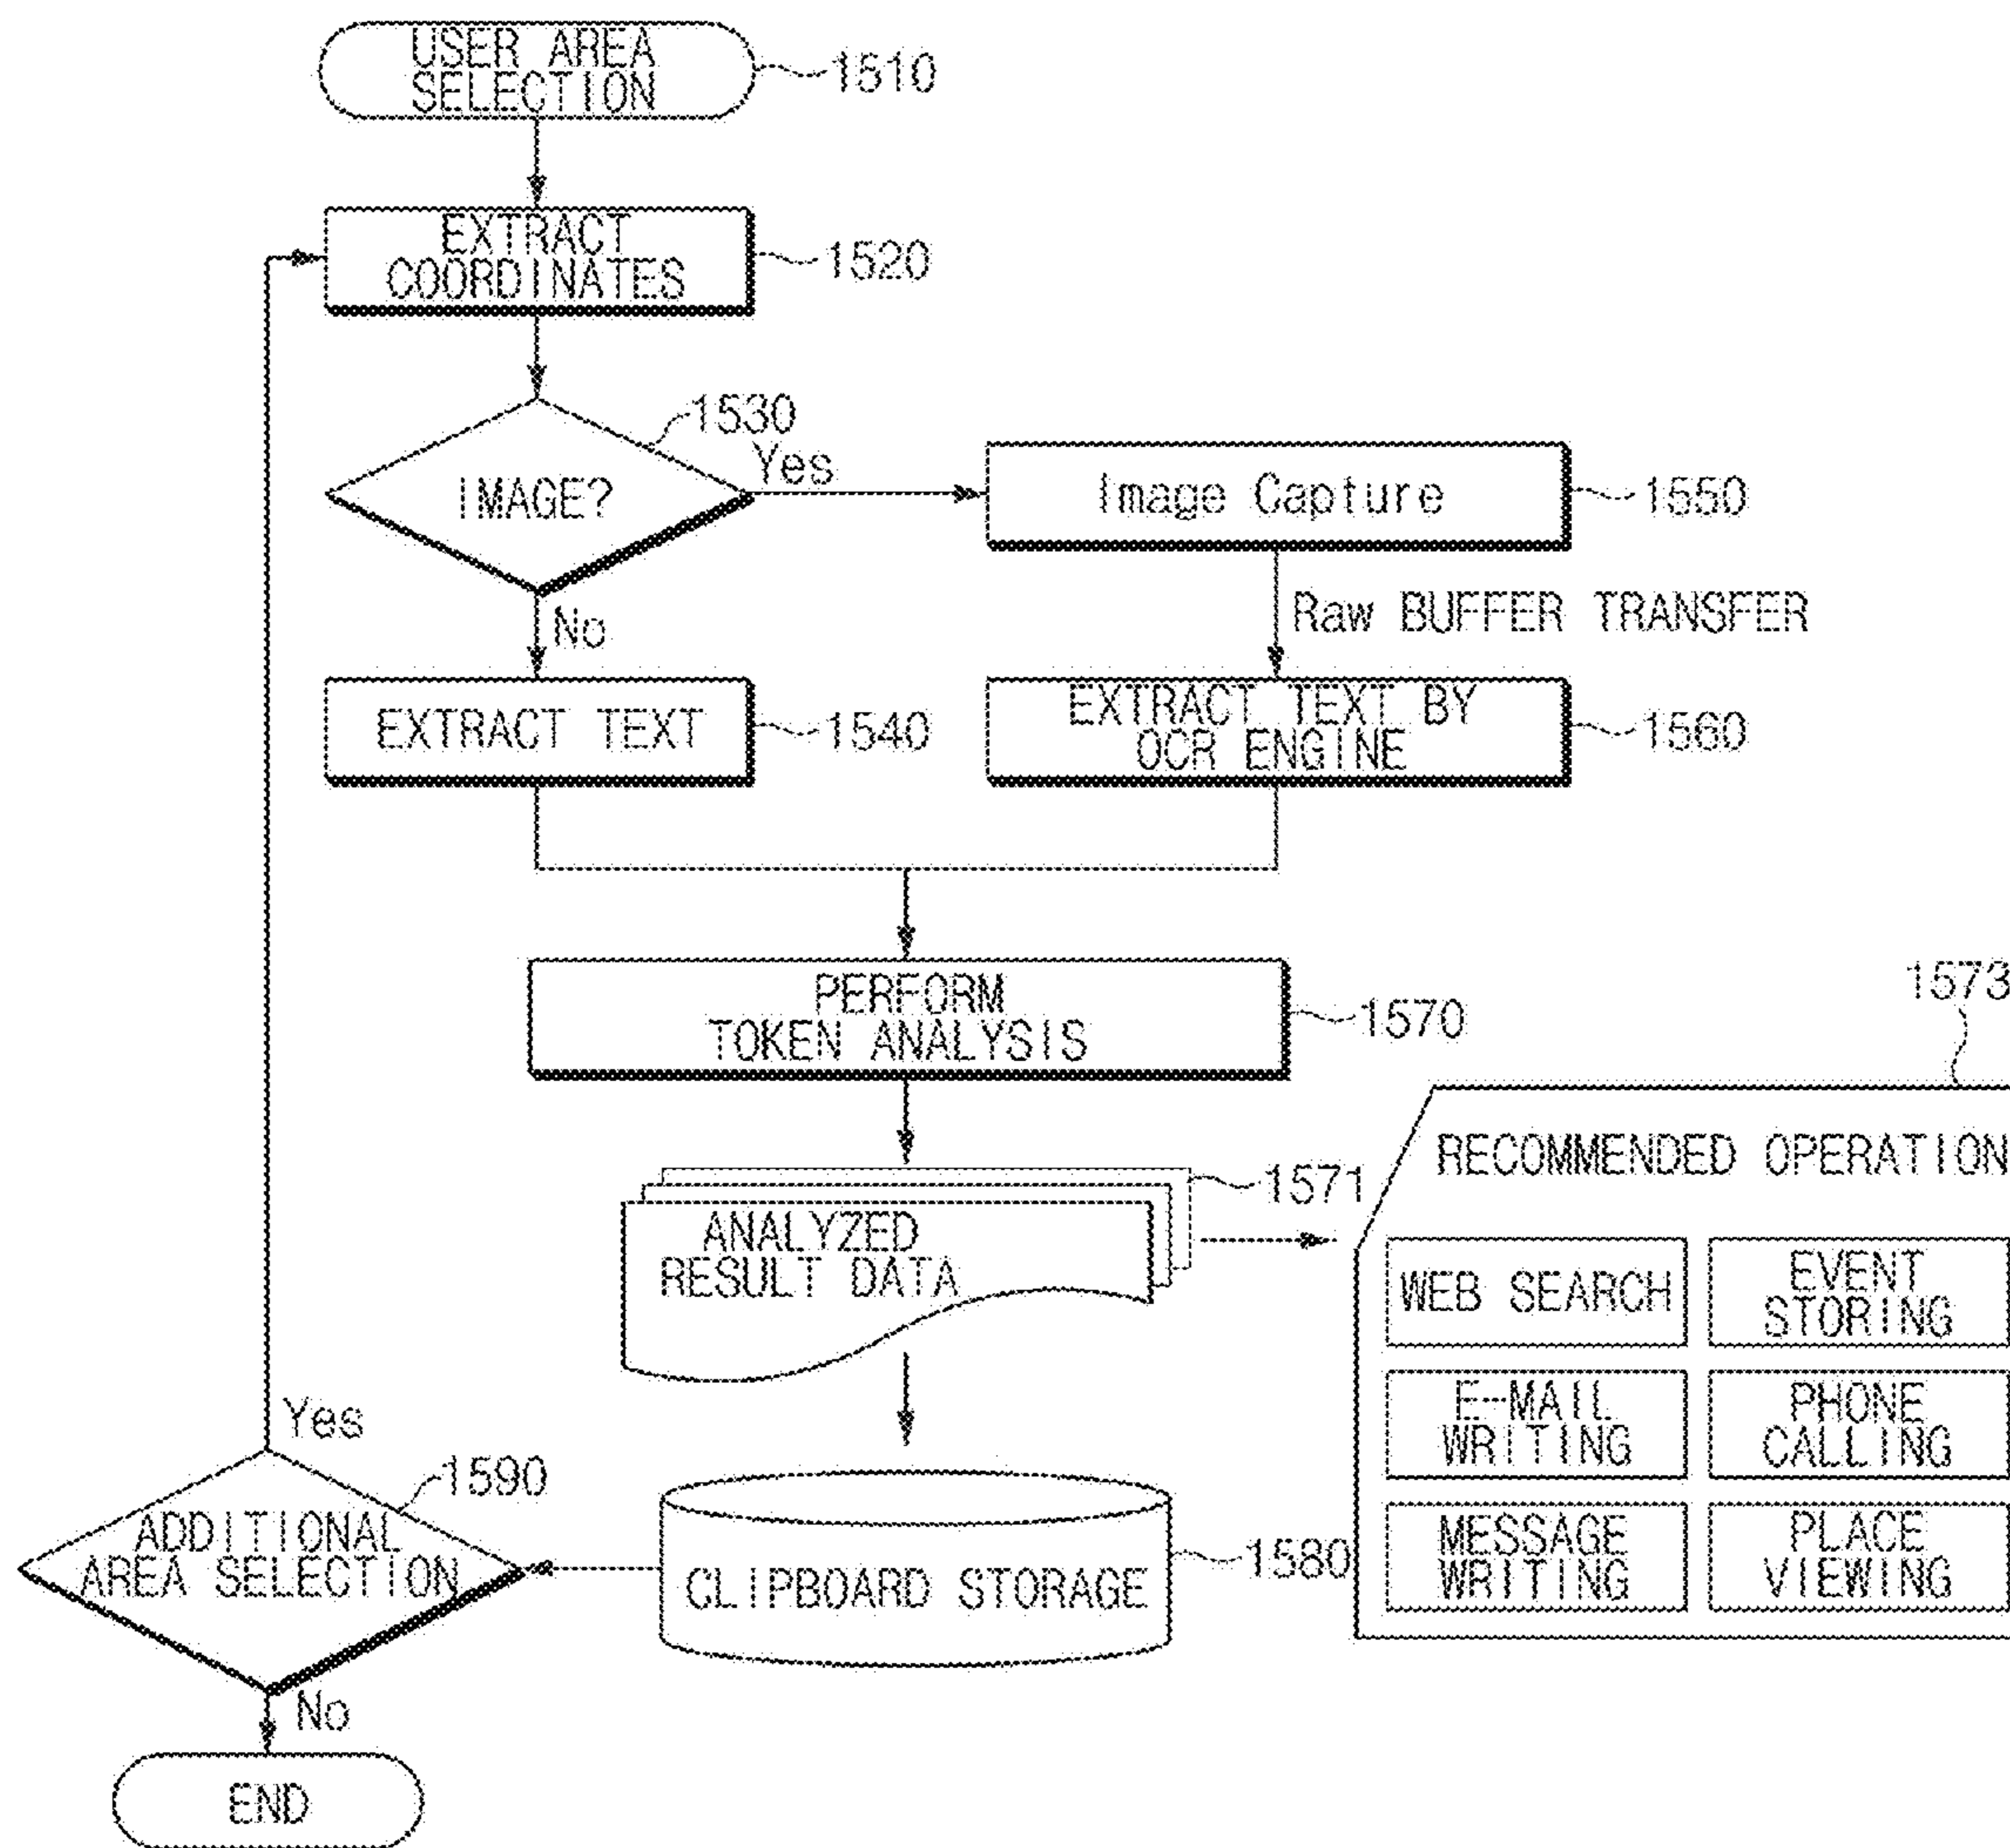 USER AREA
SELECTION
1510
EXTRACT
COORDINATES
1520
1530
IMAGE?
Yes
Image Capture
1550
No
Raw BUFFER TRANSFER
EXTRACT TEXT
1540
EXTRACT TEXT BY
OCR ENGINE
1560
PERFORM
TOKEN ANALYSIS
1570
1573
1571
ANALYZED
RESULT DATA
RECOMMENDED OPERATION
WEB SEARCH
EVENT
STORING
E-MAIL
WRITING
PHONE
CALLING
MESSAGE
WRITING
PLACE
VIEWING
Yes
1590
ADDITIONAL
AREA SELECTION
CLIPBOARD STORAGE
1580
No
END